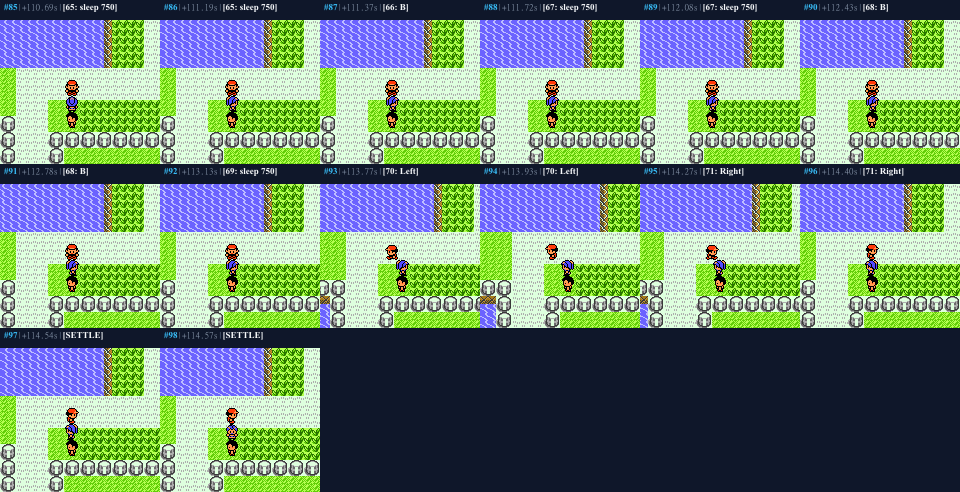 #85|+110.69s|[65: sleep 750]
#86|+111.19s|[65: sleep 750]
#87|+111.37s|[66: B]
#88|+111.72s|[67: sleep 750]
#89|+112.08s|[67: sleep 750]
#90|+112.43s|[68: B]
#91|+112.78s|[68: B]
#92|+113.13s|[69: sleep 750]
#93|+113.77s|[70: Left]
#94|+113.93s|[70: Left]
#95|+114.27s|[71: Right]
#96|+114.40s|[71: Right]
#97|+114.54s|[SETTLE]
#98|+114.57s|[SETTLE]